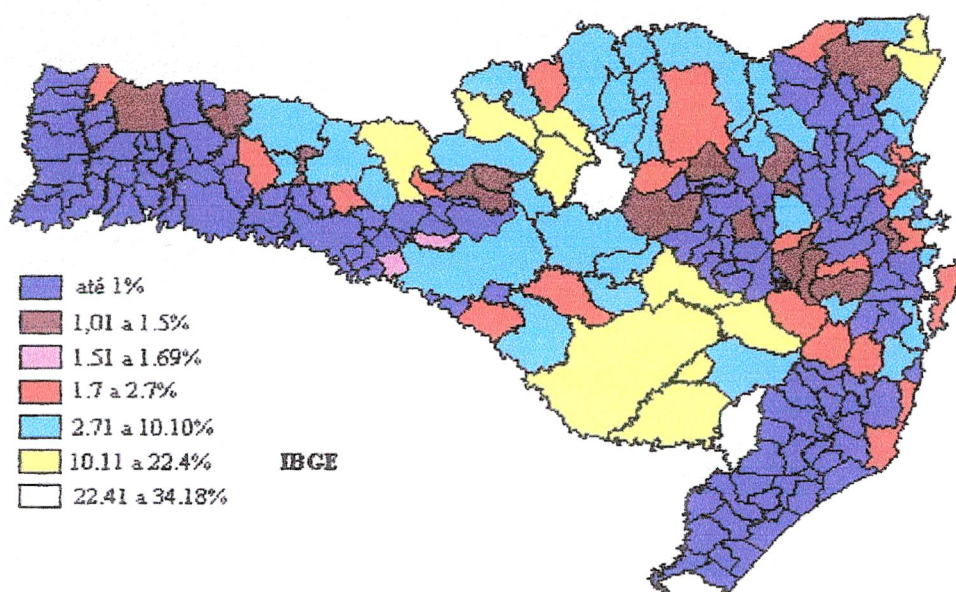 até 1%
1,01 a 1.5%
1.51 a 1.69%
1.7 a 2.7%
2.71 a 10.10%
10.11 a 22.4%
IBGE
22.41 a 34.18%